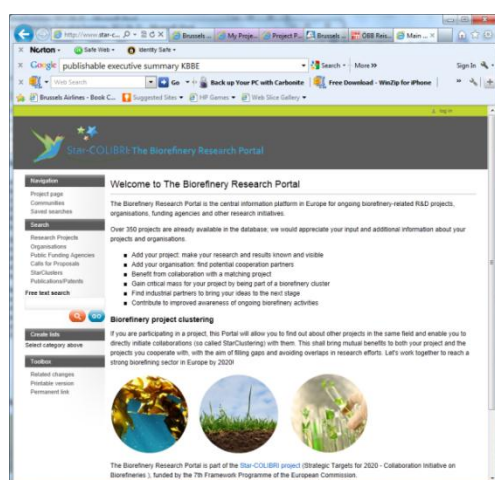 http://www.star-c...
Brussels ...
My Proje...
Project P...
Brussels ...
ÖBB Reis...
Main ...
Norton
Safe Web
Identity Safe
Google
publishable executive summary KBBE
Search
More >>
Sign In
Web Search
Go
Back up Your PC with Carbonite
Free Download - WinZip for iPhone
Brussels Airlines - Book C...
Suggested Sites
HP Games
Web Slice Gallery
log in
Star-COLIBRI: The Biorefinery Research Portal
Navigation
Project page
Communities
Saved searches
Search
Research Projects
Organisations
Public Funding Agencies
Calls for Proposals
StarClusters
Publications/Patents
Free text search
GO
Create Info
Select category above
Toolbox
Related changes
Printable version
Permanent link
Welcome to The Biorefinery Research Portal
The Biorefinery Research Portal is the central information platform in Europe for ongoing biorefinery-related R&D projects,
organisations, funding agencies and other research initiatives.
Over 350 projects are already available in the database; we would appreciate your input and additional information about your
projects and organisations.
Add your project: make your research and results known and visible
Add your organisation: find potential cooperation partners
Benefit from collaboration with a matching project
Gain critical mass for your project by being part of a biorefinery cluster
Find industrial partners to bring your ideas to the next stage
Contribute to improved awareness of ongoing biorefinery activities
Biorefinery project clustering
If you are participating in a project, this Portal will allow you to find out about other projects in the same field and enable you to
directly initiate collaborations (so called StarClustering) with them. This shall bring mutual benefits to both your project and the
projects you cooperate with, with the aim of filling gaps and avoiding overlaps in research efforts. Let's work together to reach a
strong biorefining sector in Europe by 2020!
The Biorefinery Research Portal is part of the Star-COLIBRI project (Strategic Targets for 2020 - Collaboration Initiative on
Biorefineries ), funded by the 7th Framework Programme of the European Commission.